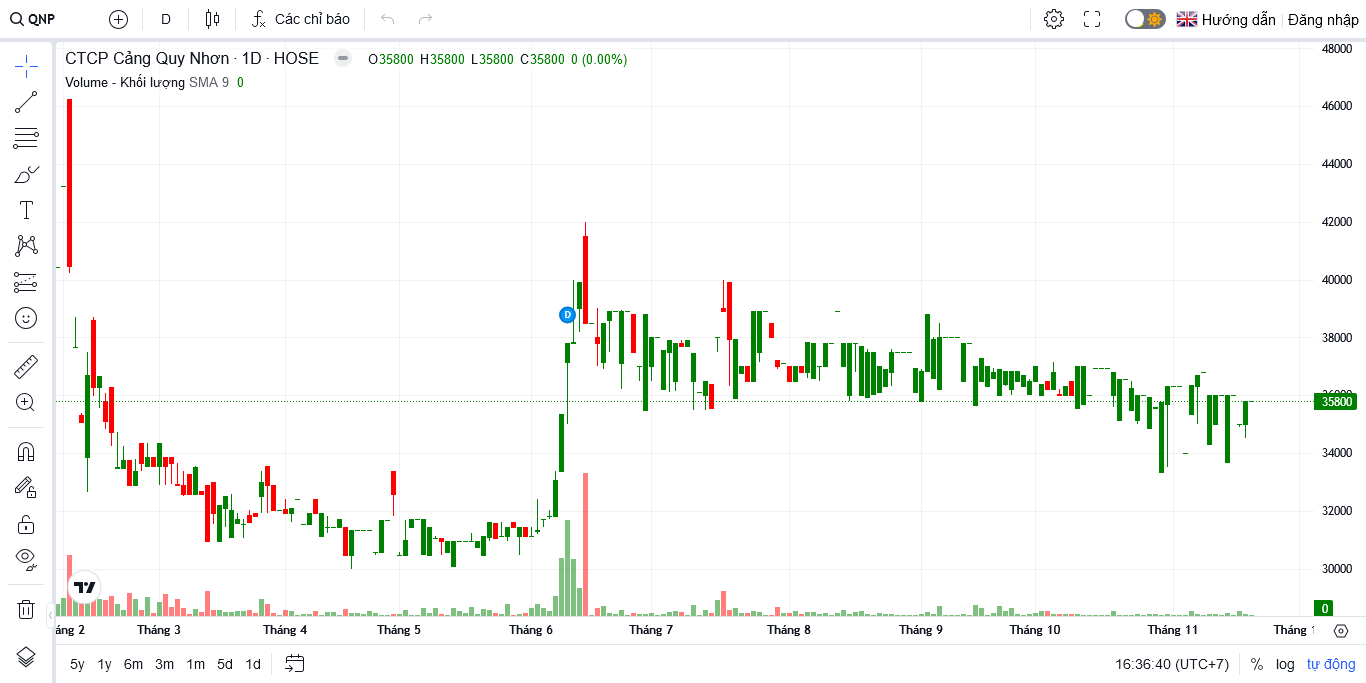 QNP
D
Các chỉ báo
Hướng dẫn
Đăng nhập
CTCP Cảng Quy Nhơn · 1D · HOSE
O35800 H35800 L35800 C35800 0 (0.00%)
Volume - Khối lượng SMA 9 0
48000
46000
44000
42000
40000
38000
36000
35800
34000
32000
30000
0
D
T
áng 2
Tháng 3
Tháng 4
Tháng 5
Tháng 6
Tháng 7
Tháng 8
Tháng 9
Tháng 10
Tháng 11
Tháng 1
5y 1y 6m 3m 1m 5d 1d
16:36:40 (UTC+7)
% log tự động